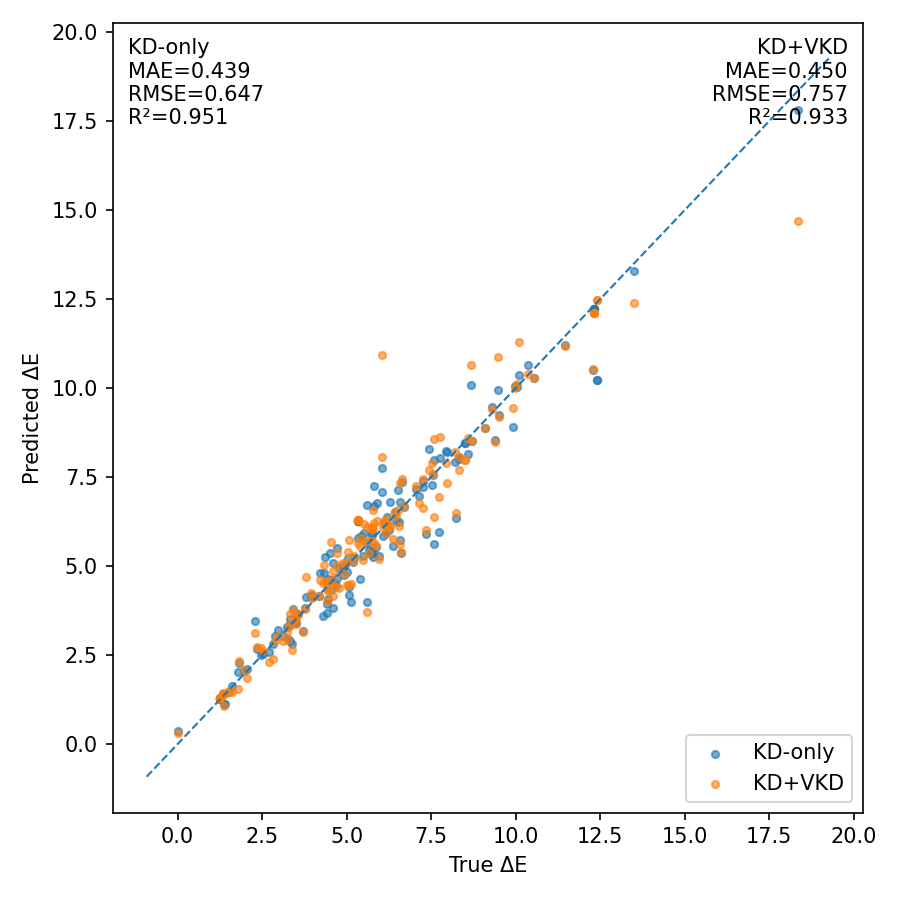 KD-only
MAE=0.439
RMSE=0.647
R²=0.951
KD+VKD
MAE=0.450
RMSE=0.757
R²=0.933
20.0
17.5
15.0
12.5
10.0
7.5
5.0
2.5
0.0
Predicted ΔE
KD-only
KD+VKD
0.0 2.5 5.0 7.5 10.0 12.5 15.0 17.5 20.0
True ΔE